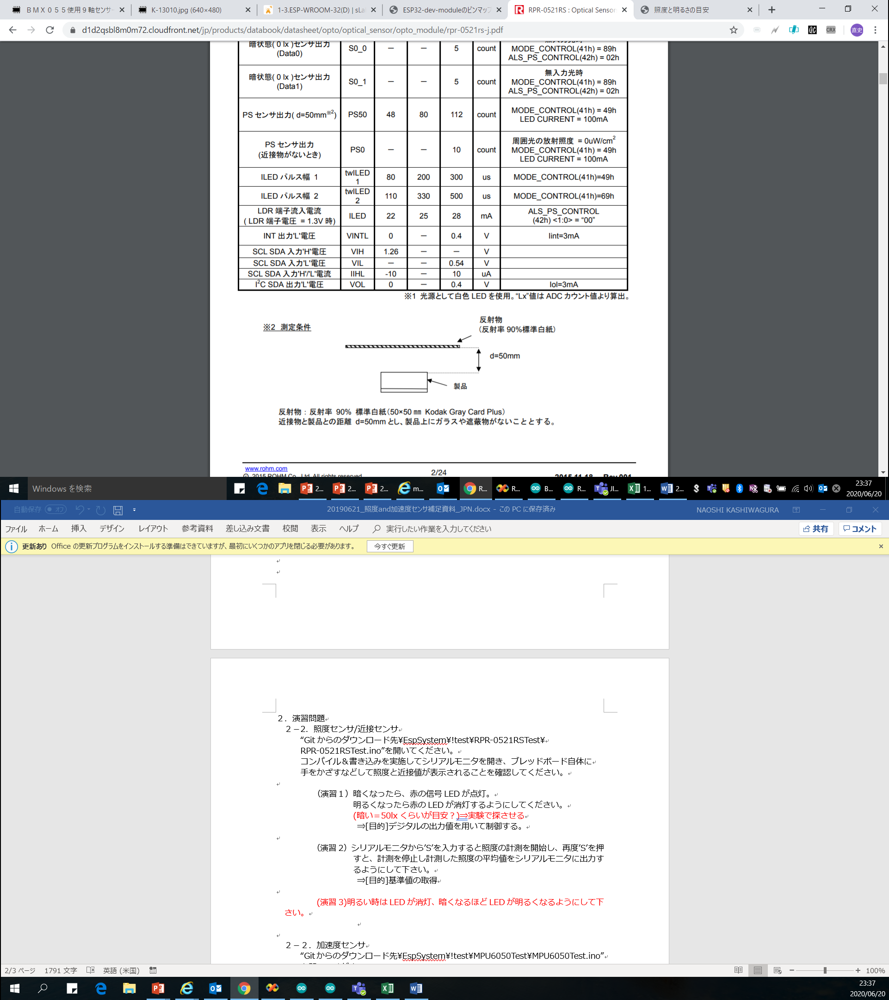 ＢＭＸ０５５使用９軸センサー
K-13010.jpg (640×480)
1-3.ESP-WROOM-32(D) | sLa
ESP32-dev-moduleのピンマップ
RPR-0521RS : Optical Sensor
照度と明るさの目安
d1d2qsbl8m0m72.cloudfront.net/jp/products/databook/datasheet/opto/optical_sensor/opto_module/rpr-0521rs-j.pdf
QC
CRX
直史
暗状態( 0 lx )センサ出力
(Data0)
S0_0
－
－
5
count
無入力光時
MODE_CONTROL(41h) = 89h
ALS_PS_CONTROL(42h) = 02h
暗状態( 0 lx )センサ出力
(Data1)
S0_1
－
－
5
count
無入力光時
MODE_CONTROL(41h) = 89h
ALS_PS_CONTROL(42h) = 02h
PS センサ出力( d=50mm※2)
PS50
48
80
112
count
MODE_CONTROL(41h) = 49h
LED CURRENT = 100mA
PS センサ出力
(近接物がないとき)
PS0
－
－
10
count
周囲光の放射照度 = 0uW/cm2
MODE_CONTROL(41h) = 49h
LED CURRENT = 100mA
ILED パルス幅 1
twILED
1
80
200
300
us
MODE_CONTROL(41h)=49h
ILED パルス幅 2
twILED
2
110
330
500
us
MODE_CONTROL(41h)=69h
LDR 端子流入電流
( LDR 端子電圧 = 1.3V 時)
ILED
22
25
28
mA
ALS_PS_CONTROL
(42h) <1:0> = “00”
INT 出力'L'電圧
VINTL
0
－
0.4
V
Iint=3mA
SCL SDA 入力'H'電圧
VIH
1.26
－
－
V
SCL SDA 入力'L'電圧
VIL
－
－
0.54
V
SCL SDA 入力'H'/'L'電流
IIHL
-10
－
10
uA
I2C SDA 出力'L'電圧
VOL
0
－
0.4
V
Iol=3mA
※1 光源として白色 LED を使用。“Lx”値は ADC カウント値より算出。
※2 測定条件
反射物
（反射率 90%標準白紙）
d=50mm
製品
反射物：反射率 90% 標準白紙（50×50 ㎜ Kodak Gray Card Plus）
近接物と製品との距離 d=50mm とし、製品上にガラスや遮蔽物がないこととする。
www.rohm.com
© 2015 ROHM Co., Ltd. All rights reserved.
2/24
2015.11.18 Rev.001
Windows を検索
2...
2...
2...
m...
R...
R...
B...
R...
JI...
1...
2...
23:37
2020/06/20
自動保存
オフ
20190621_照度and加速度センサ補足資料_JPN.docx - この PC に保存済み
NAOSHI KASHIWAGURA
ファイル ホーム 挿入 デザイン レイアウト 参考資料 差し込み文書 校閲 表示 ヘルプ 実行したい作業を入力してください
共有
コメント
更新あり Office の更新プログラムをインストールする準備はできていますが、最初にいくつかのアプリを閉じる必要があります。
今すぐ更新
２．演習問題
２－2．照度センサ/近接センサ
“Git からのダウンロード先¥EspSystem¥!test¥RPR-0521RSTest¥
RPR-0521RSTest.ino”を開いてください。
コンパイル＆書き込みを実施してシリアルモニタを開き、ブレッドボード自体に
手をかざすなどして照度と近接値が表示されることを確認してください。
（演習１）暗くなったら、赤の信号 LED が点灯。
明るくなったら赤の LED が消灯するようにしてください。
(暗い＝50lx くらいが目安？)⇒実験で探させる
⇒[目的]デジタルの出力値を用いて制御する。
（演習 2）シリアルモニタから’S’を入力すると照度の計測を開始し、再度’S’を押
すと、計測を停止し計測した照度の平均値をシリアルモニタに出力す
るようにして下さい。
⇒[目的]基準値の取得
(演習 3)明るい時は LED が消灯、暗くなるほど LED が明るくなるようにして下
さい。
２－２．加速度センサ
“Gitからのダウンロード先¥EspSystem¥!test¥MPU6050Test¥MPU6050Test.ino”
2/3 ページ
1791 文字
英語 (米国)
100%
23:37
2020/06/20